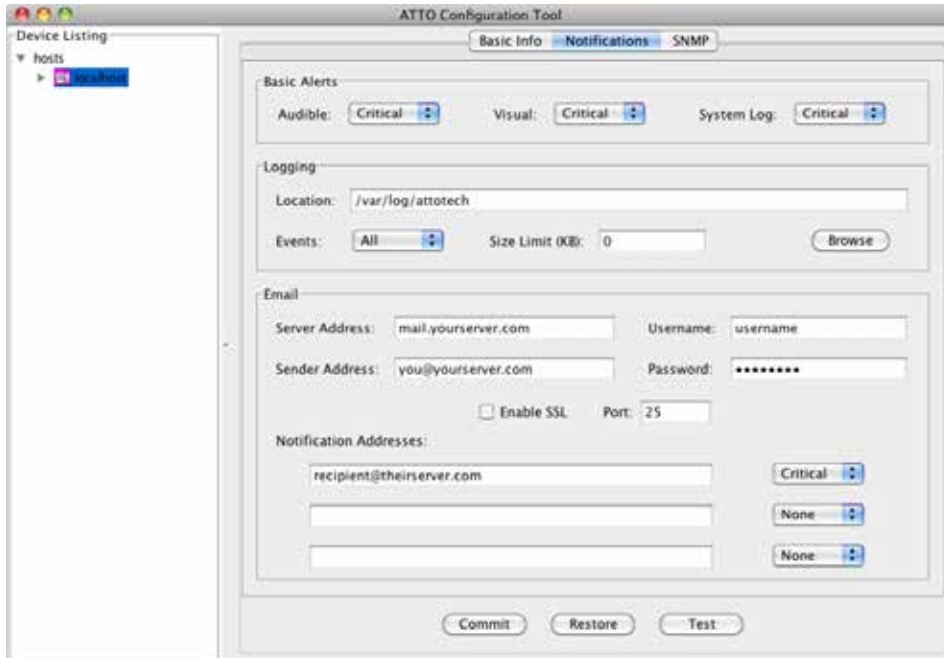 ATTO Configuration Tool
Device Listing
hosts
localhost
Basic Info Notifications SNMP
Basic Alerts
Audible: Critical Visual: Critical System Log: Critical
Logging
Location: /var/log/attotech
Events: All Size Limit (KB): 0 Browse
Email
Server Address: mail.yourserver.com Username: username
Sender Address: you@yourserver.com Password: ••••••••
Enable SSL Port: 25
Notification Addresses:
recipient@theirserver.com Critical
None
None
Commit Restore Test